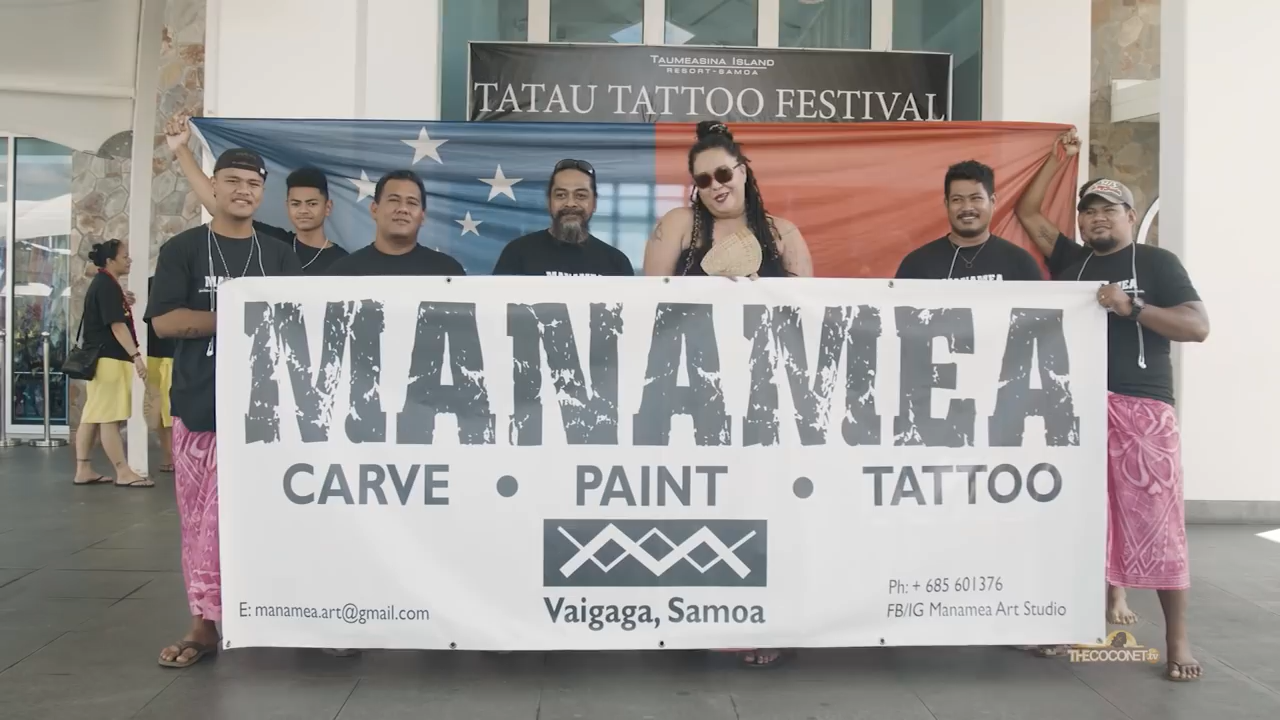 TAUMEASINA ISLAND
RESORT-SAMOA
TATAU TATTOO FESTIVAL
MANAMEA
CARVE • PAINT • TATTOO
Vaigaga, Samoa
E: manamea.art@gmail.com
Ph: + 685 601376
FB/IG Manamea Art Studio
THECOCONET.TV